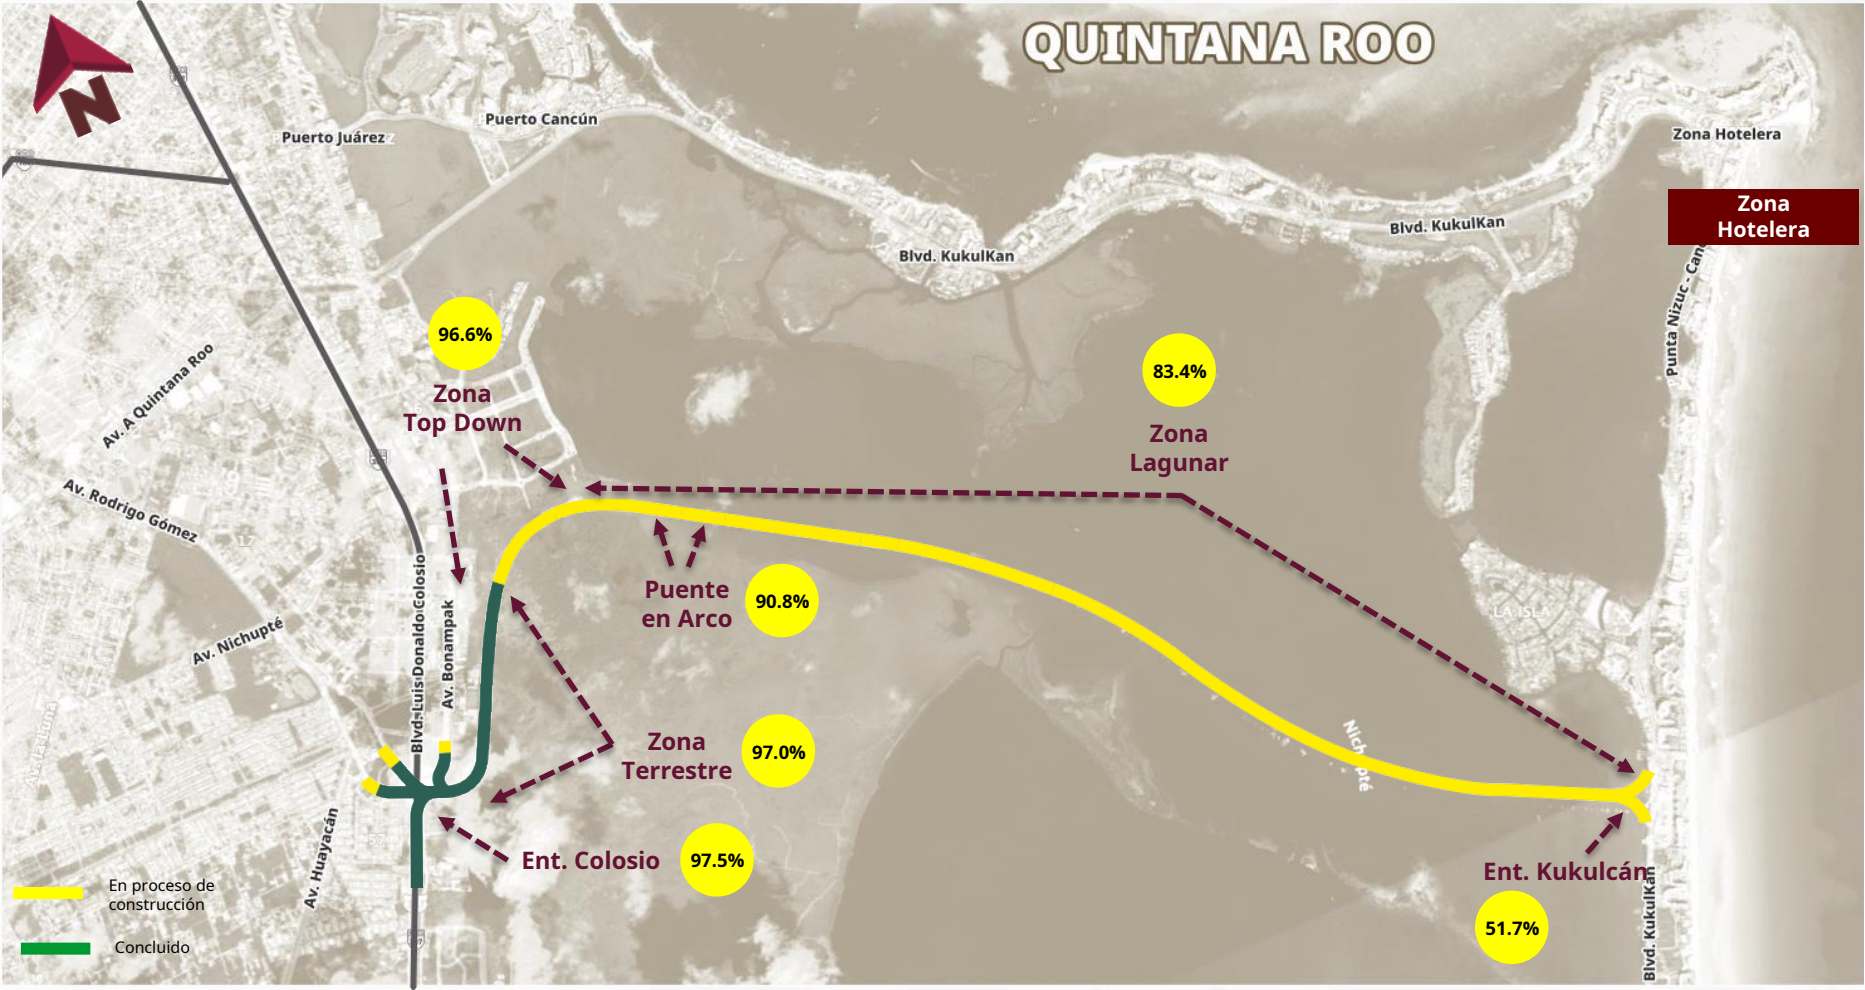 QUINTANA ROO
N
Puerto Juárez
Puerto Cancún
Zona Hotelera
Zona
Hotelera
Blvd. KukulKan
Blvd. KukulKan
Punta Nizuc - Canc
96.6%
Zona
Top Down
83.4%
Zona
Lagunar
Av. A Quintana Roo
Av. Rodrigo Gómez
17
Av. Nichupté
Blvd. Luis Donaldo Colosio
Av. Bonampak
Puente
en Arco
90.8%
LA ISLA
Zona
Terrestre
97.0%
Nichupté
Av. Huayacán
Ent. Colosio
97.5%
Ent. Kukulcán
51.7%
Blvd. KukulKan
En proceso de
construcción
Concluido